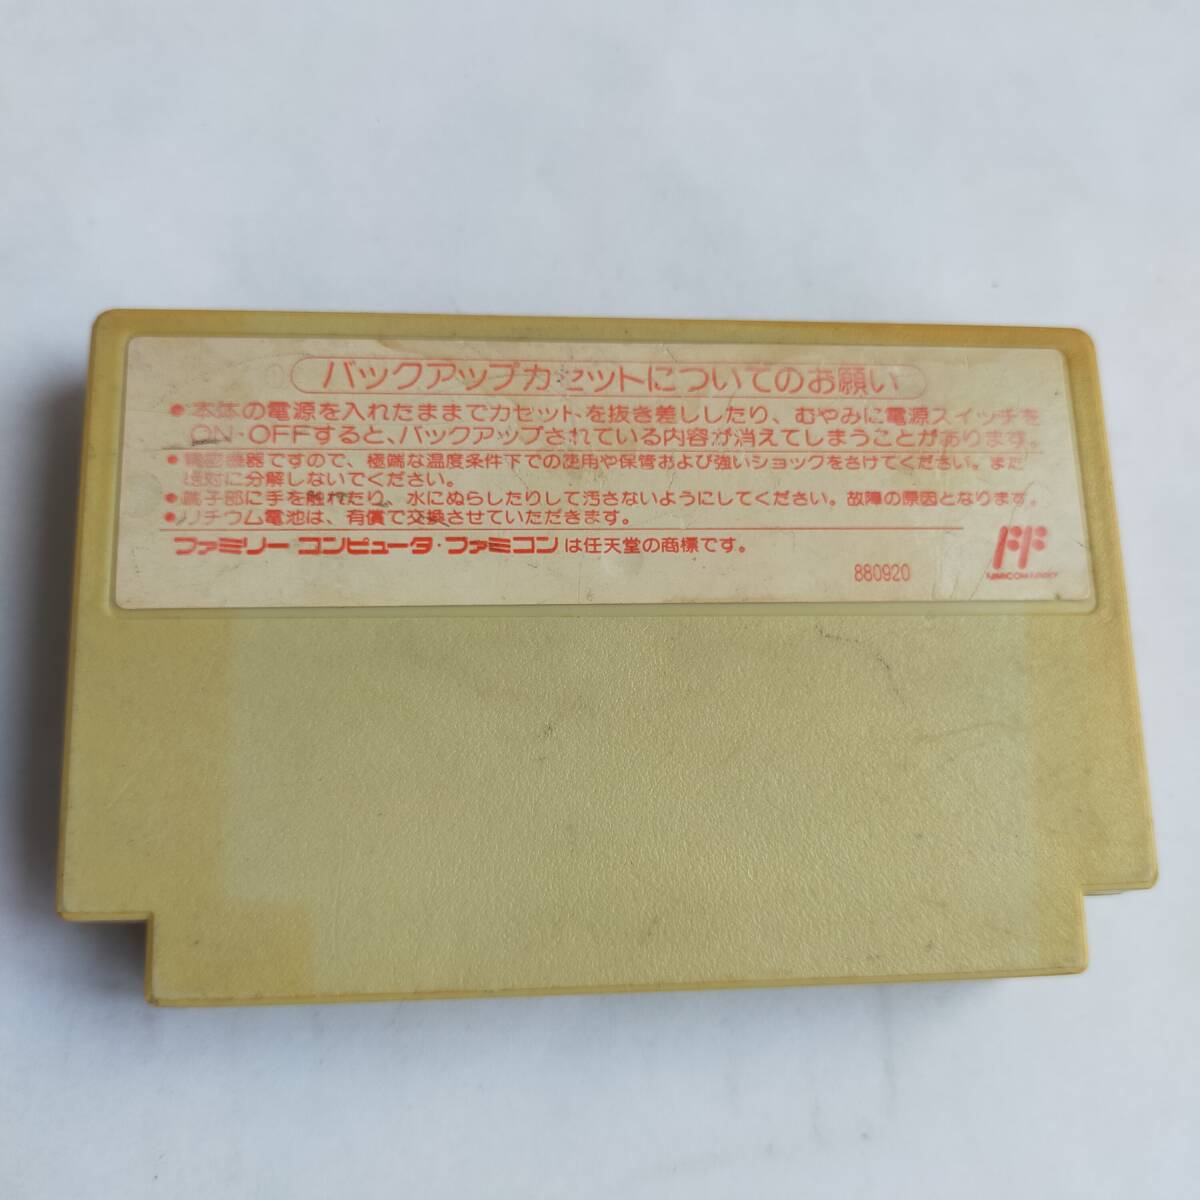 バックアップカセットについてのお願い
●本体の電源を入れたままでカセットを抜き差ししたり、むやみに電源スイッチを
ON・OFFすると、バックアップされている内容が消えてしまうことがあります。
●精密機器ですので、極端な温度条件下での使用や保管および強いショックをさけてください。また
絶対に分解しないでください。
●端子部に手を触れたり、水にぬらしたりして汚さないようにしてください。故障の原因となります。
●リチウム電池は、有償で交換させていただきます。
ファミリーコンピュータ・ファミコンは任天堂の商標です。
FF
880920